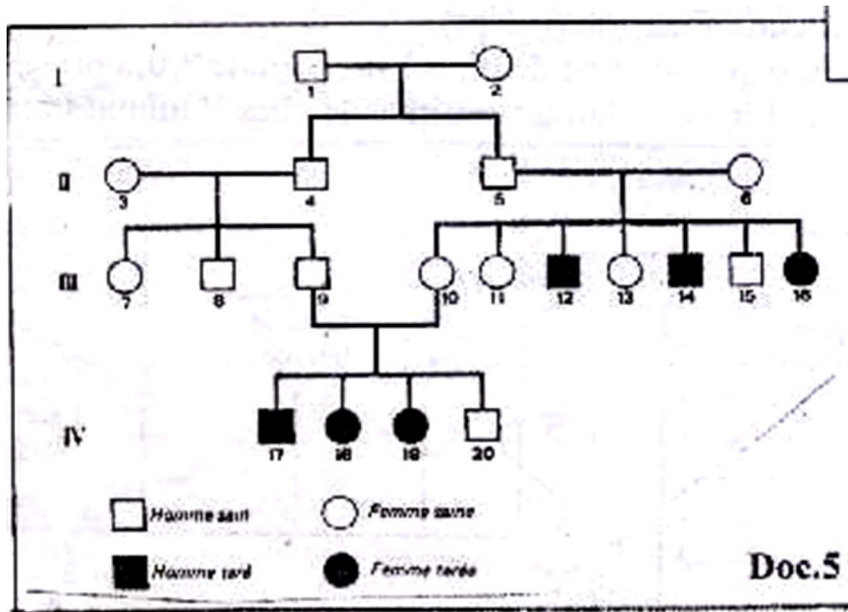 I
1 2
II
3 4 5 6
III
7 8 9 10 11 12 13 14 15 16
IV
17 18 19 20
Homme sain Femme saine
Homme taré Femme tarée
Doc.5